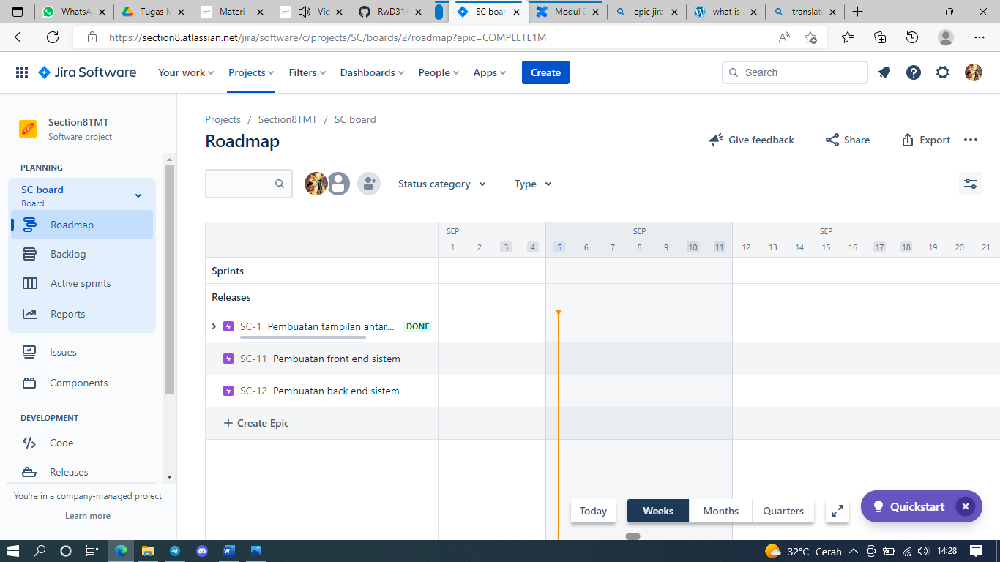 WhatsA
Tugas M
Materi -
Vid
RwD31/
SC boar
Modul 2
epic jira
what is a
translate
https://section8.atlassian.net/jira/software/c/projects/SC/boards/2/roadmap?epic=COMPLETE1M
Jira Software
Your work
Projects
Filters
Dashboards
People
Apps
Create
Search
Section8TMT
Software project
PLANNING
SC board
Board
Roadmap
Backlog
Active sprints
Reports
Issues
Components
DEVELOPMENT
Code
Releases
You're in a company-managed project
Learn more
Projects / Section8TMT / SC board
Roadmap
Give feedback
Share
Export
Status category
Type
SEP SEP SEP
1 2 3 4 5 6 7 8 9 10 11 12 13 14 15 16 17 18 19 20 21
Sprints
Releases
SC-1 Pembuatan tampilan antar... DONE
SC-11 Pembuatan front end sistem
SC-12 Pembuatan back end sistem
+ Create Epic
Today
Weeks
Months
Quarters
Quickstart
32°C Cerah
14:28